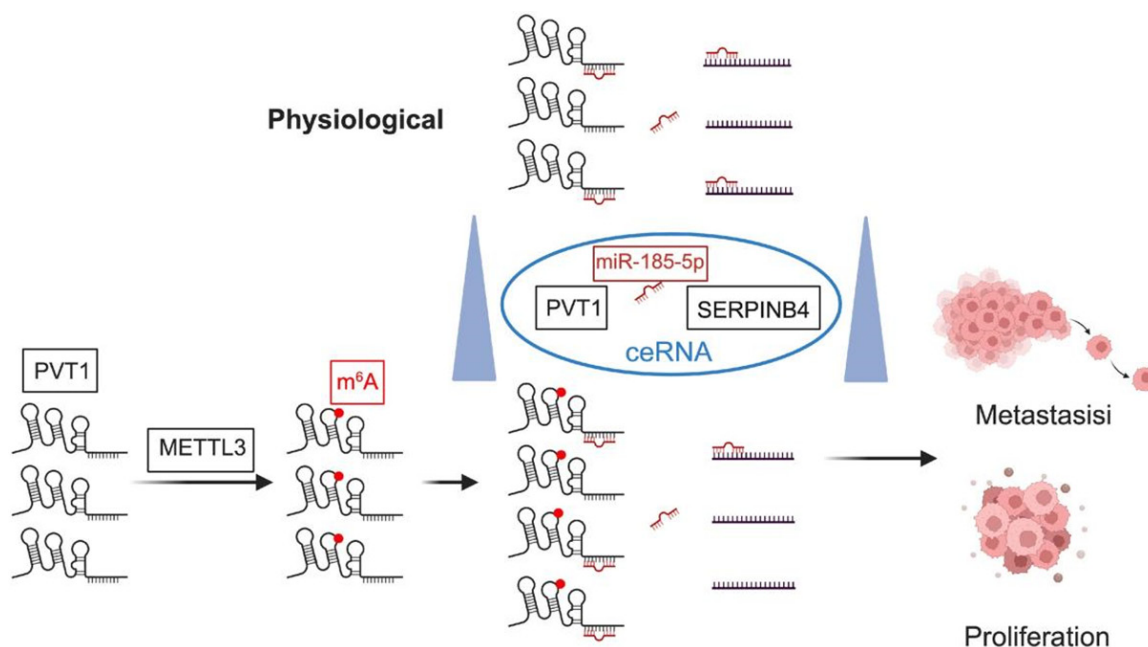 Physiological
miR-185-5p
PVT1
SERPINB4
ceRNA
PVT1
m⁶A
METTL3
Metastasisi
Proliferation